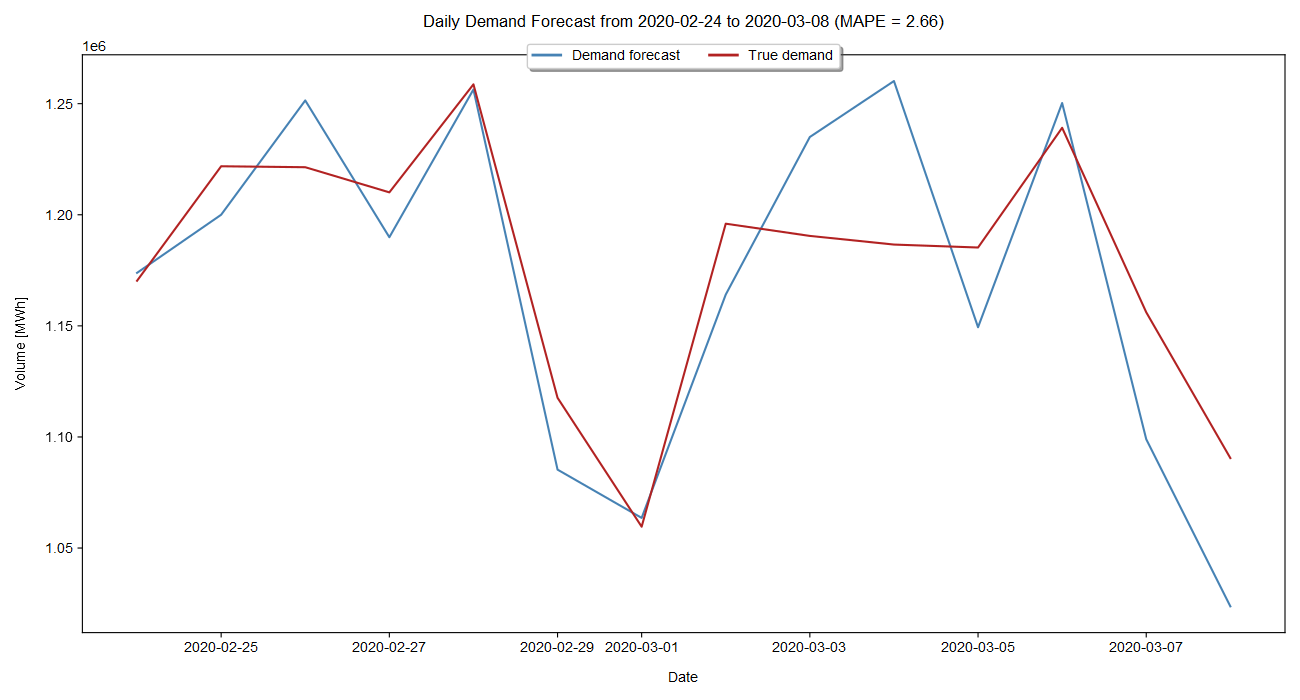 Daily Demand Forecast from 2020-02-24 to 2020-03-08 (MAPE = 2.66)
1e6
Demand forecast True demand
1.25
1.20
1.15
1.10
1.05
Volume [MWh]
2020-02-25 2020-02-27 2020-02-29 2020-03-01 2020-03-03 2020-03-05 2020-03-07
Date